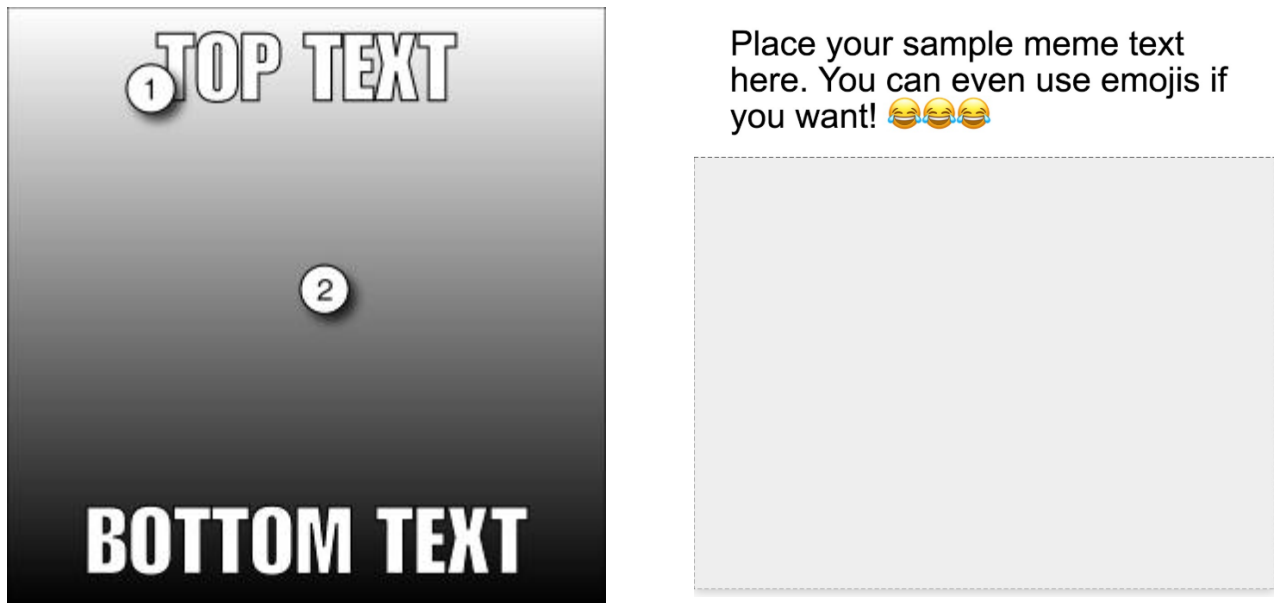 TOP TEXT
1
2
BOTTOM TEXT
Place your sample meme text
here. You can even use emojis if
you want! 😂😂😂